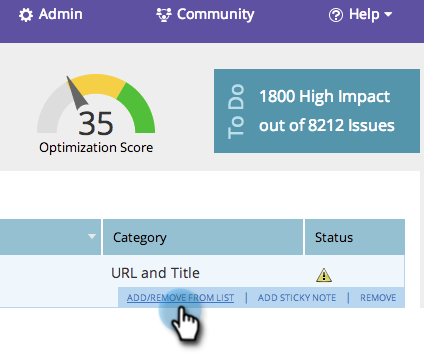 Admin Community Help
35
Optimization Score
To Do
1800 High Impact
out of 8212 Issues
Category Status
URL and Title
ADD/REMOVE FROM LIST | ADD STICKY NOTE | REMOVE